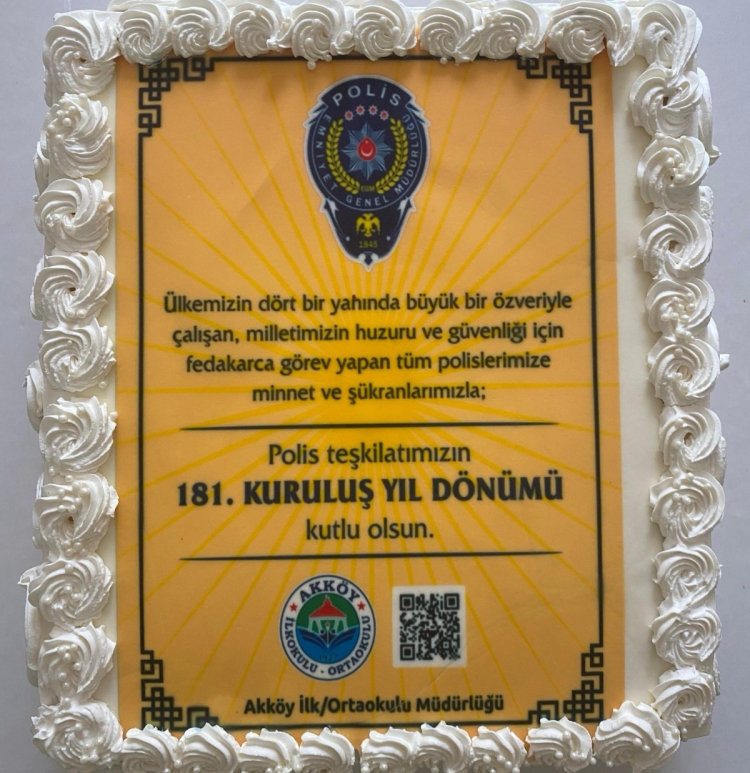 POLİS
EMNİYET GENEL MÜDÜRLÜĞÜ
EGM
1845
Ülkemizin dört bir yanında büyük bir özveriyle
çalışan, milletimizin huzuru ve güvenliği için
fedakarca görev yapan tüm polislerimize
minnet ve şükranlarımızla;
Polis teşkilatımızın
181. KURULUŞ YIL DÖNÜMÜ
kutlu olsun.
AKKÖY
İLKOKULU - ORTAOKULU
Akköy İlk/Ortaokulu Müdürlüğü